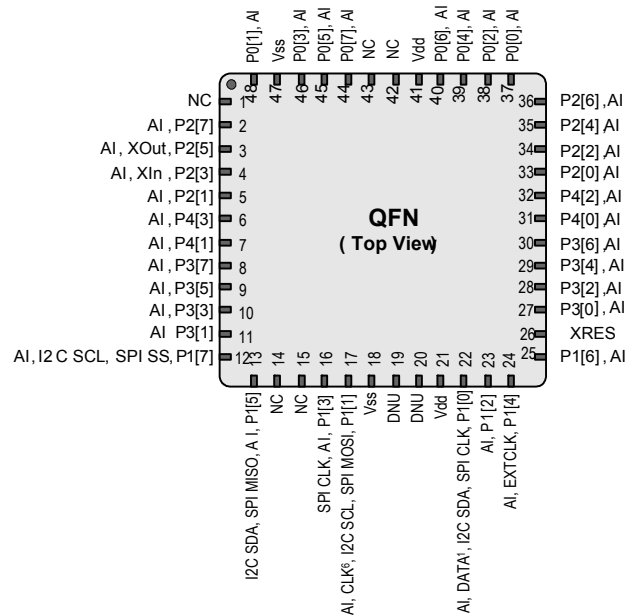 P0[1], AI
Vss
P0[3], AI
P0[5], AI
P0[7], AI
NC
NC
Vdd
P0[6], AI
P0[4], AI
P0[2], AI
P0[0], AI
48 47 46 45 44 43 42 41 40 39 38 37
NC 1
AI, P2[7] 2
AI, XOut, P2[5] 3
AI, XIn, P2[3] 4
AI, P2[1] 5
AI, P4[3] 6
AI, P4[1] 7
AI, P3[7] 8
AI, P3[5] 9
AI, P3[3] 10
AI P3[1] 11
AI, I2 C SCL, SPI SS, P1[7] 12
QFN
( Top View)
36 P2[6], AI
35 P2[4], AI
34 P2[2], AI
33 P2[0], AI
32 P4[2], AI
31 P4[0], AI
30 P3[6], AI
29 P3[4], AI
28 P3[2], AI
27 P3[0], AI
26 XRES
25 P1[6], AI
13 14 15 16 17 18 19 20 21 22 23 24
I2C SDA, SPI MISO, A I, P1[5]
NC
NC
SPI CLK, AI, P1[3]
AI, CLK⁶, I2C SCL, SPI MOSI, P1[1]
Vss
DNU
DNU
Vdd
AI, DATA¹, I2C SDA, SPI CLK, P1[0]
AI, P1[2]
AI, EXTCLK, P1[4]